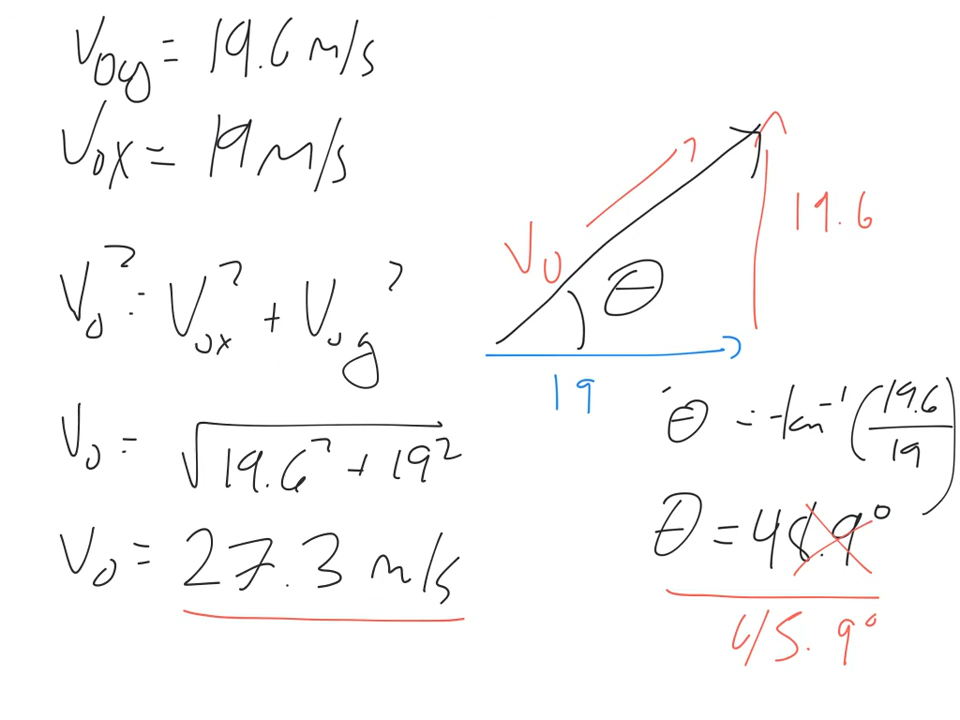 V₀y = 19.6 m/s
V₀x = 19 m/s
V₀² = V₀x² + V₀y²
V₀ = √(19.6² + 19²)
V₀ = 27.3 m/s
V₀
θ
19.6
19
θ = tan⁻¹(19.6/19)
θ = 48.9°
45.9°